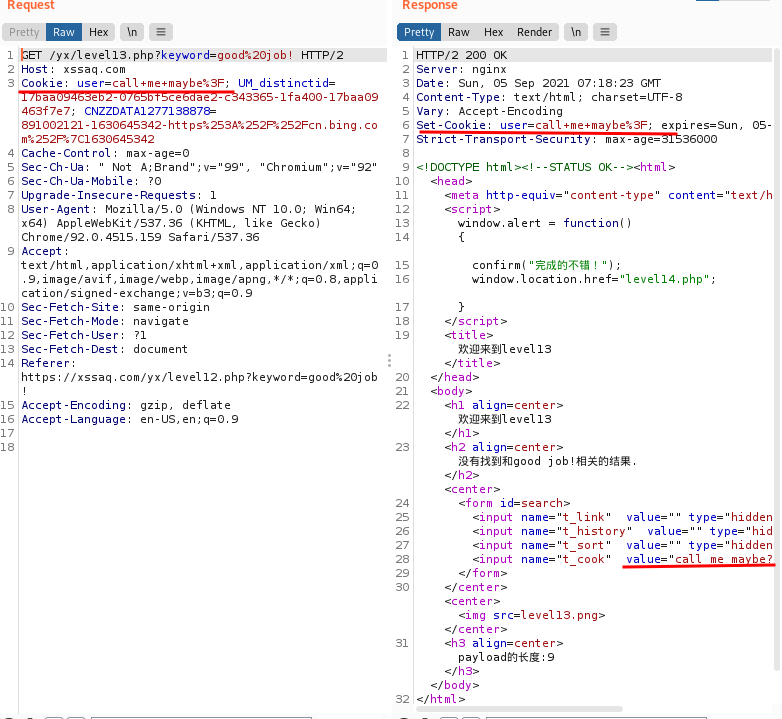 Request
Pretty Raw Hex \n
1 GET /yx/level13.php?keyword=good%20job! HTTP/2
2 Host: xssaq.com
3 Cookie: user=call+me+maybe%3F; UM_distinctid=
17baa09463eb2-0765bf5ce6dae2-c343365-1fa400-17baa09
463f7e7; CNZZDATA1277138878=
891002121-1630645342-https%253A%252F%252Fcn.bing.co
m%252F%7C1630645342
4 Cache-Control: max-age=0
5 Sec-Ch-Ua: " Not A;Brand";v="99", "Chromium";v="92"
6 Sec-Ch-Ua-Mobile: ?0
7 Upgrade-Insecure-Requests: 1
8 User-Agent: Mozilla/5.0 (Windows NT 10.0; Win64;
x64) AppleWebKit/537.36 (KHTML, like Gecko)
Chrome/92.0.4515.159 Safari/537.36
9 Accept:
text/html,application/xhtml+xml,application/xml;q=0
.9,image/avif,image/webp,image/apng,*/*;q=0.8,appli
cation/signed-exchange;v=b3;q=0.9
10 Sec-Fetch-Site: same-origin
11 Sec-Fetch-Mode: navigate
12 Sec-Fetch-User: ?1
13 Sec-Fetch-Dest: document
14 Referer:
https://xssaq.com/yx/level12.php?keyword=good%20job
!
15 Accept-Encoding: gzip, deflate
16 Accept-Language: en-US,en;q=0.9
17
18
Response
Pretty Raw Hex Render \n
1 HTTP/2 200 OK
2 Server: nginx
3 Date: Sun, 05 Sep 2021 07:18:23 GMT
4 Content-Type: text/html; charset=UTF-8
5 Vary: Accept-Encoding
6 Set-Cookie: user=call+me+maybe%3F; expires=Sun, 05-
7 Strict-Transport-Security: max-age=31536000
8
9 <!DOCTYPE html><!--STATUS OK--><html>
10 <head>
11 <meta http-equiv="content-type" content="text/h
12 <script>
13 window.alert = function()
14 {
15 confirm("完成的不错！");
16 window.location.href="level14.php";
17 }
18 </script>
19 <title>
欢迎来到level13
</title>
20 </head>
21 <body>
22 <h1 align=center>
欢迎来到level13
</h1>
23 <h2 align=center>
没有找到和good job!相关的结果.
</h2>
<center>
24 <form id=search>
25 <input name="t_link" value="" type="hidden
26 <input name="t_history" value="" type="hid
27 <input name="t_sort" value="" type="hidden
28 <input name="t_cook" value="call me maybe?
29 </form>
30 </center>
<center>
<img src=level13.png>
</center>
31 <h3 align=center>
payload的长度:9
</h3>
</body>
32 </html>